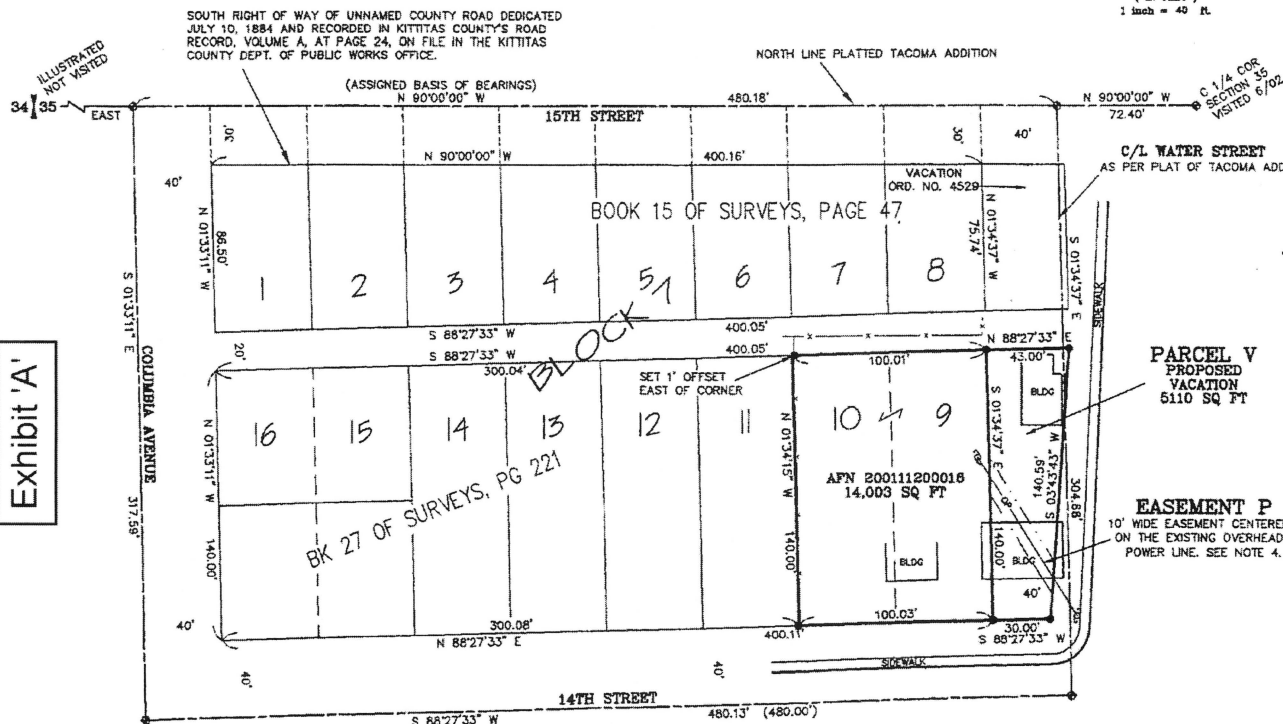 1 inch = 40 ft.
SOUTH RIGHT OF WAY OF UNNAMED COUNTY ROAD DEDICATED
JULY 10, 1884 AND RECORDED IN KITTITAS COUNTY'S ROAD
RECORD, VOLUME A, AT PAGE 24, ON FILE IN THE KITTITAS
COUNTY DEPT. OF PUBLIC WORKS OFFICE.
NORTH LINE PLATTED TACOMA ADDITION
ILLUSTRATED
NOT VISITED
34 35
EAST
(ASSIGNED BASIS OF BEARINGS)
N 90°00'00" W 480.18'
15TH STREET
N 90°00'00" W
72.40'
C 1/4 COR
SECTION 35
VISITED 6/02
30'
30'
40'
40'
N 90°00'00" W 400.16'
C/L WATER STREET
AS PER PLAT OF TACOMA ADD
VACATION
ORD. NO. 4529
BOOK 15 OF SURVEYS, PAGE 47
N 01°33'11" W
86.50'
75.74'
N 01°34'37" W
S 01°34'37" E
SIDEWALK
1
2
3
4
5
6
7
8
S 01°33'11" E
COLUMBIA AVENUE
317.59'
S 88°27'33" W 400.05'
20'
S 88°27'33" W 400.05'
BLOCK 7
300.04'
N 88°27'33" E
100.01'
43.00'
SET 1' OFFSET
EAST OF CORNER
PARCEL V
PROPOSED
VACATION
5110 SQ FT
Exhibit 'A'
BLDG
16
15
14
13
12
11
10
9
N 01°33'11" W
140.00'
N 01°34'15" W
140.00'
S 01°34'37" E
140.00'
140.59'
S 03°43'43" W
304.88'
AFN 200111200016
14,003 SQ FT
BK 27 OF SURVEYS, PG 221
EASEMENT P
10' WIDE EASEMENT CENTERE
ON THE EXISTING OVERHEAD
POWER LINE. SEE NOTE 4.
BLDG
BLDG
40'
40'
300.08'
N 88°27'33" E
400.11'
100.03'
30.00'
S 88°27'33" W
40'
40'
SIDEWALK
14TH STREET
S 88°27'33" W 480.13' (480.00')